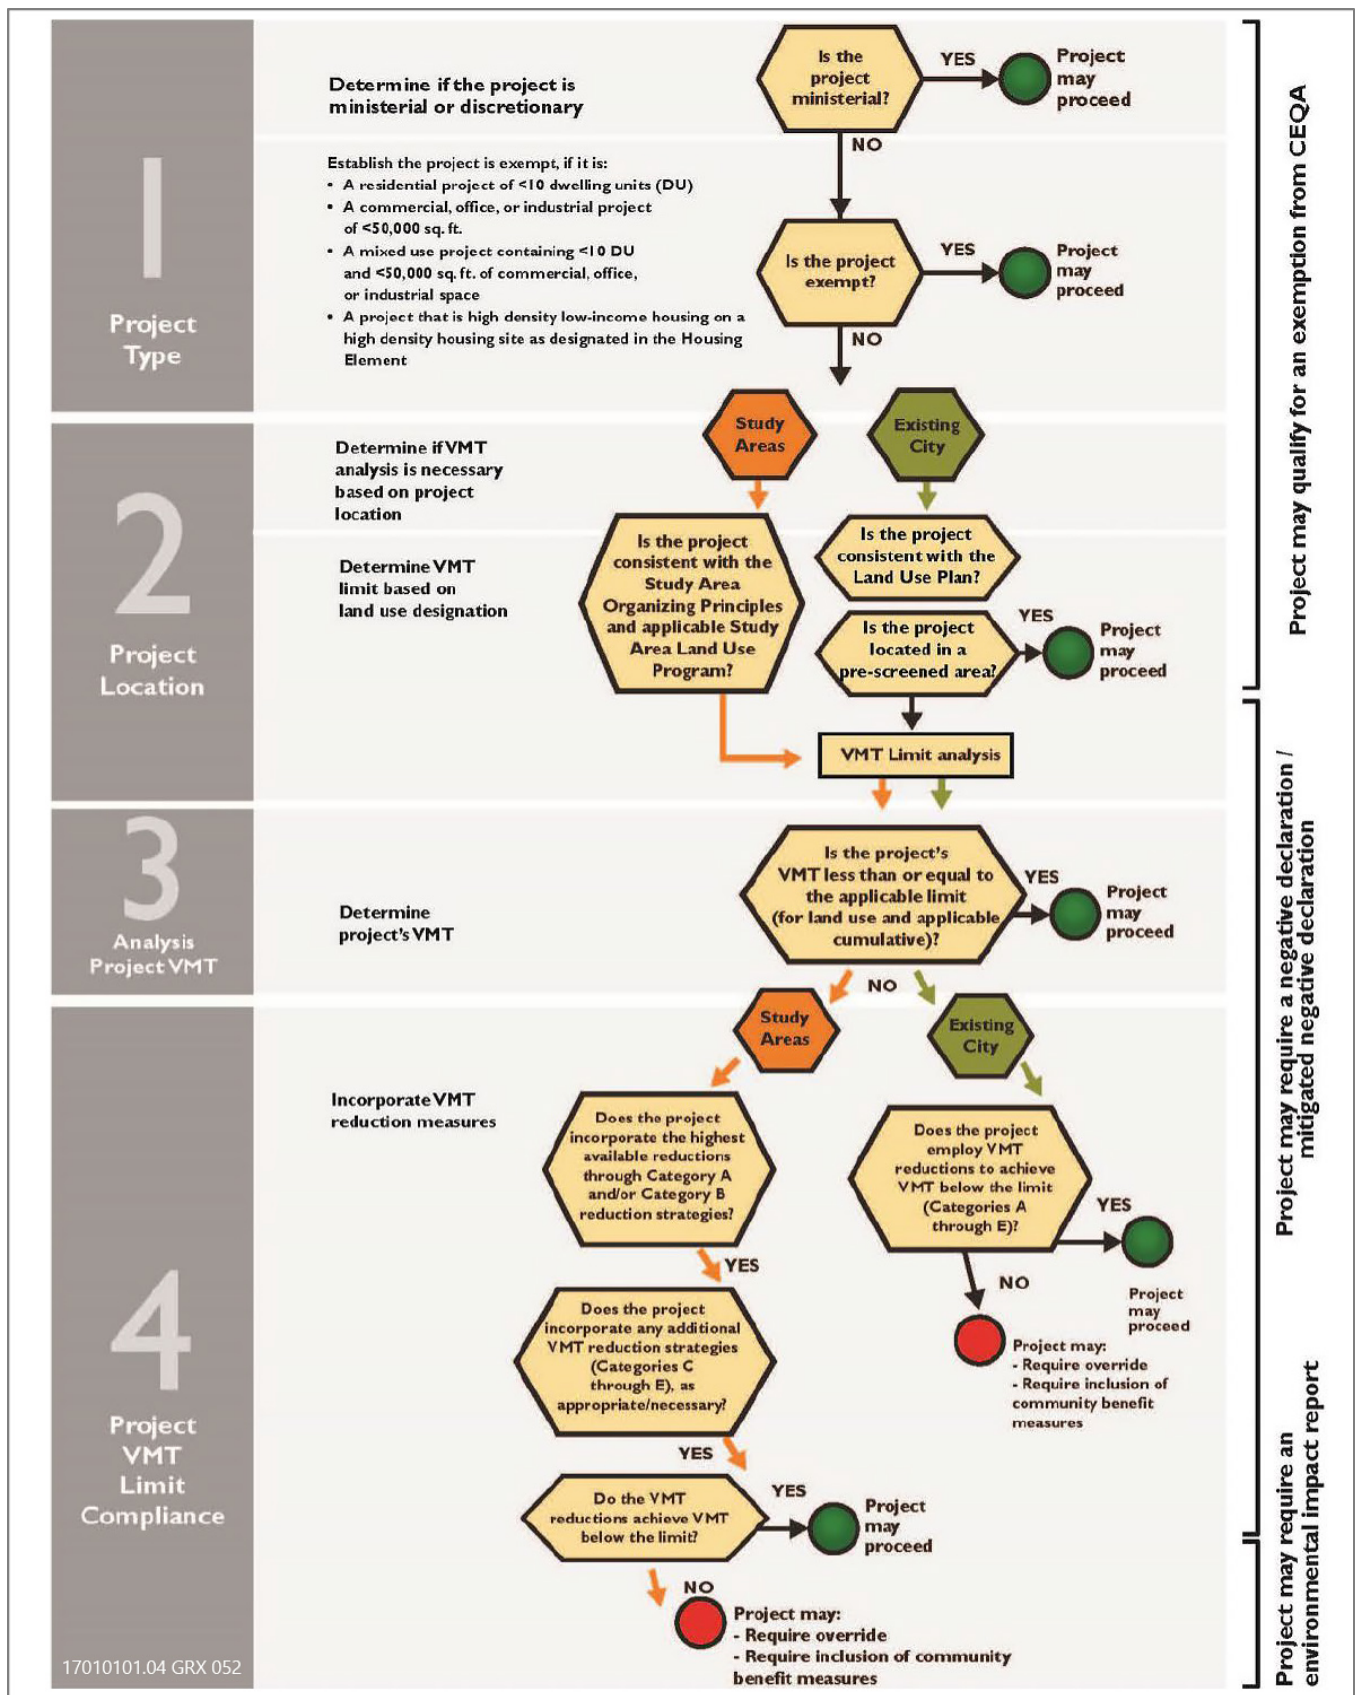 1
Project
Type
Determine if the project is
ministerial or discretionary
Is the
project
ministerial?
YES
Project
may
proceed
NO
Establish the project is exempt, if it is:
• A residential project of <10 dwelling units (DU)
• A commercial, office, or industrial project
of <50,000 sq. ft.
• A mixed use project containing <10 DU
and <50,000 sq. ft. of commercial, office,
or industrial space
• A project that is high density low-income housing on a
high density housing site as designated in the Housing
Element
Is the project
exempt?
YES
Project
may
proceed
NO
Study
Areas
Existing
City
2
Project
Location
Determine if VMT
analysis is necessary
based on project
location
Determine VMT
limit based on
land use designation
Is the project
consistent with the
Study Area
Organizing Principles
and applicable Study
Area Land Use
Program?
Is the project
consistent with the
Land Use Plan?
Is the project
located in a
pre-screened area?
YES
Project
may
proceed
VMT Limit analysis
3
Analysis
Project VMT
Determine
project's VMT
Is the project's
VMT less than or equal to
the applicable limit
(for land use and applicable
cumulative)?
YES
Project
may
proceed
NO
Study
Areas
Existing
City
4
Project
VMT
Limit
Compliance
Incorporate VMT
reduction measures
Does the project
incorporate the highest
available reductions
through Category A
and/or Category B
reduction strategies?
YES
Does the project
incorporate any additional
VMT reduction strategies
(Categories C
through E), as
appropriate/necessary?
YES
Do the VMT
reductions achieve VMT
below the limit?
YES
Project
may
proceed
NO
Project may:
- Require override
- Require inclusion of community
benefit measures
Does the project
employ VMT
reductions to achieve
VMT below the limit
(Categories A
through E)?
YES
Project
may
proceed
NO
Project may:
- Require override
- Require inclusion of
community benefit
measures
Project may qualify for an exemption from CEQA
Project may require a negative declaration /
mitigated negative declaration
Project may require an
environmental impact report
17010101.04 GRX 052